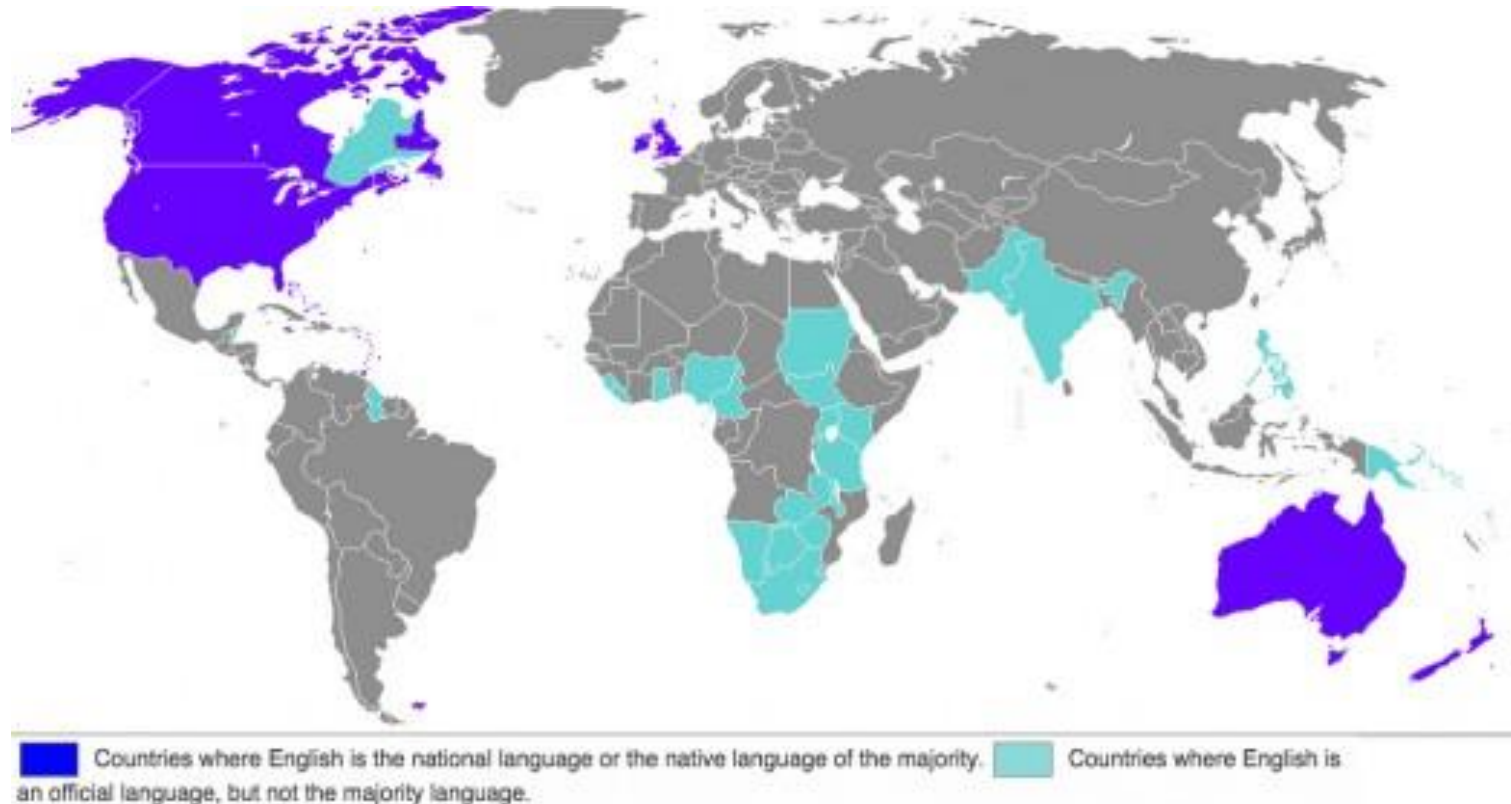 Countries where English is the national language or the native language of the majority. Countries where English is
an official language, but not the majority language.